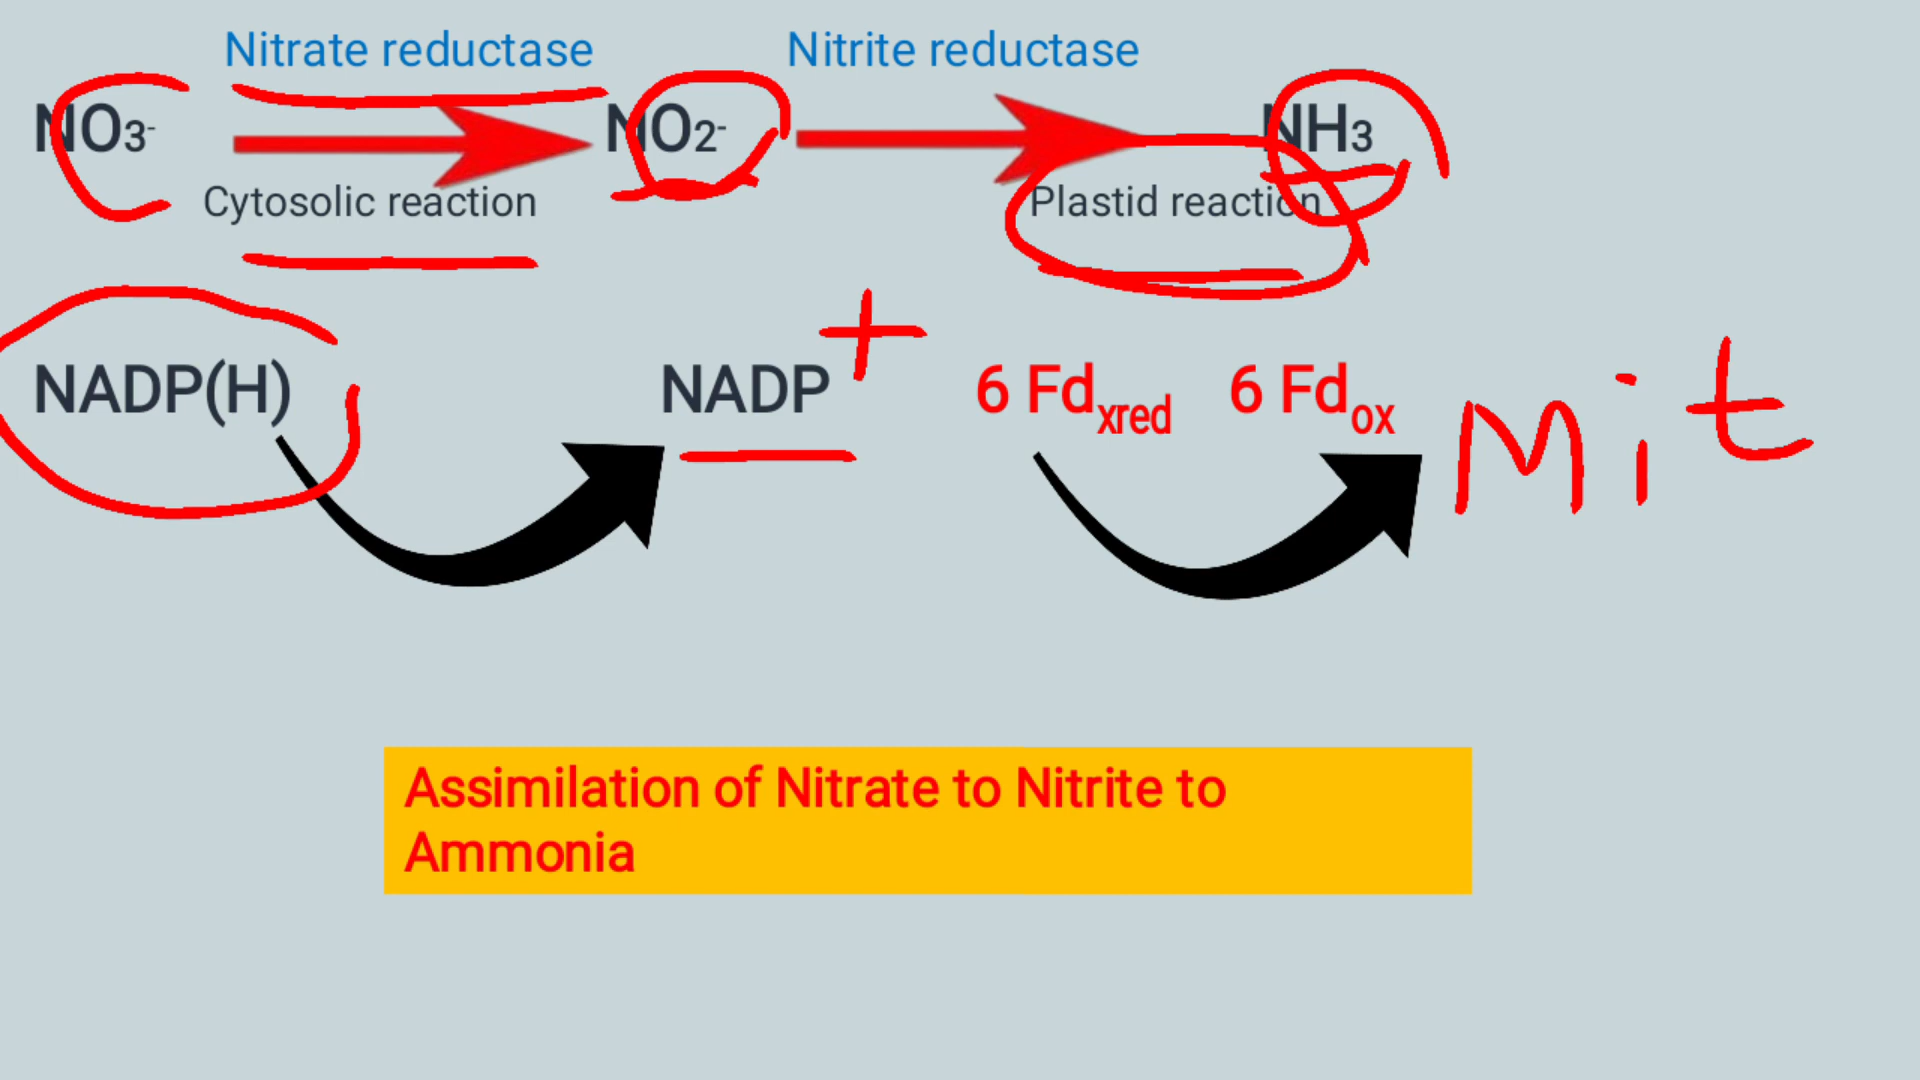 Nitrate reductase Nitrite reductase
NO3- NO2- NH3
Cytosolic reaction Plastid reaction
NADP(H) NADP+ 6 Fdxred 6 Fdox Mit
Assimilation of Nitrate to Nitrite to
Ammonia